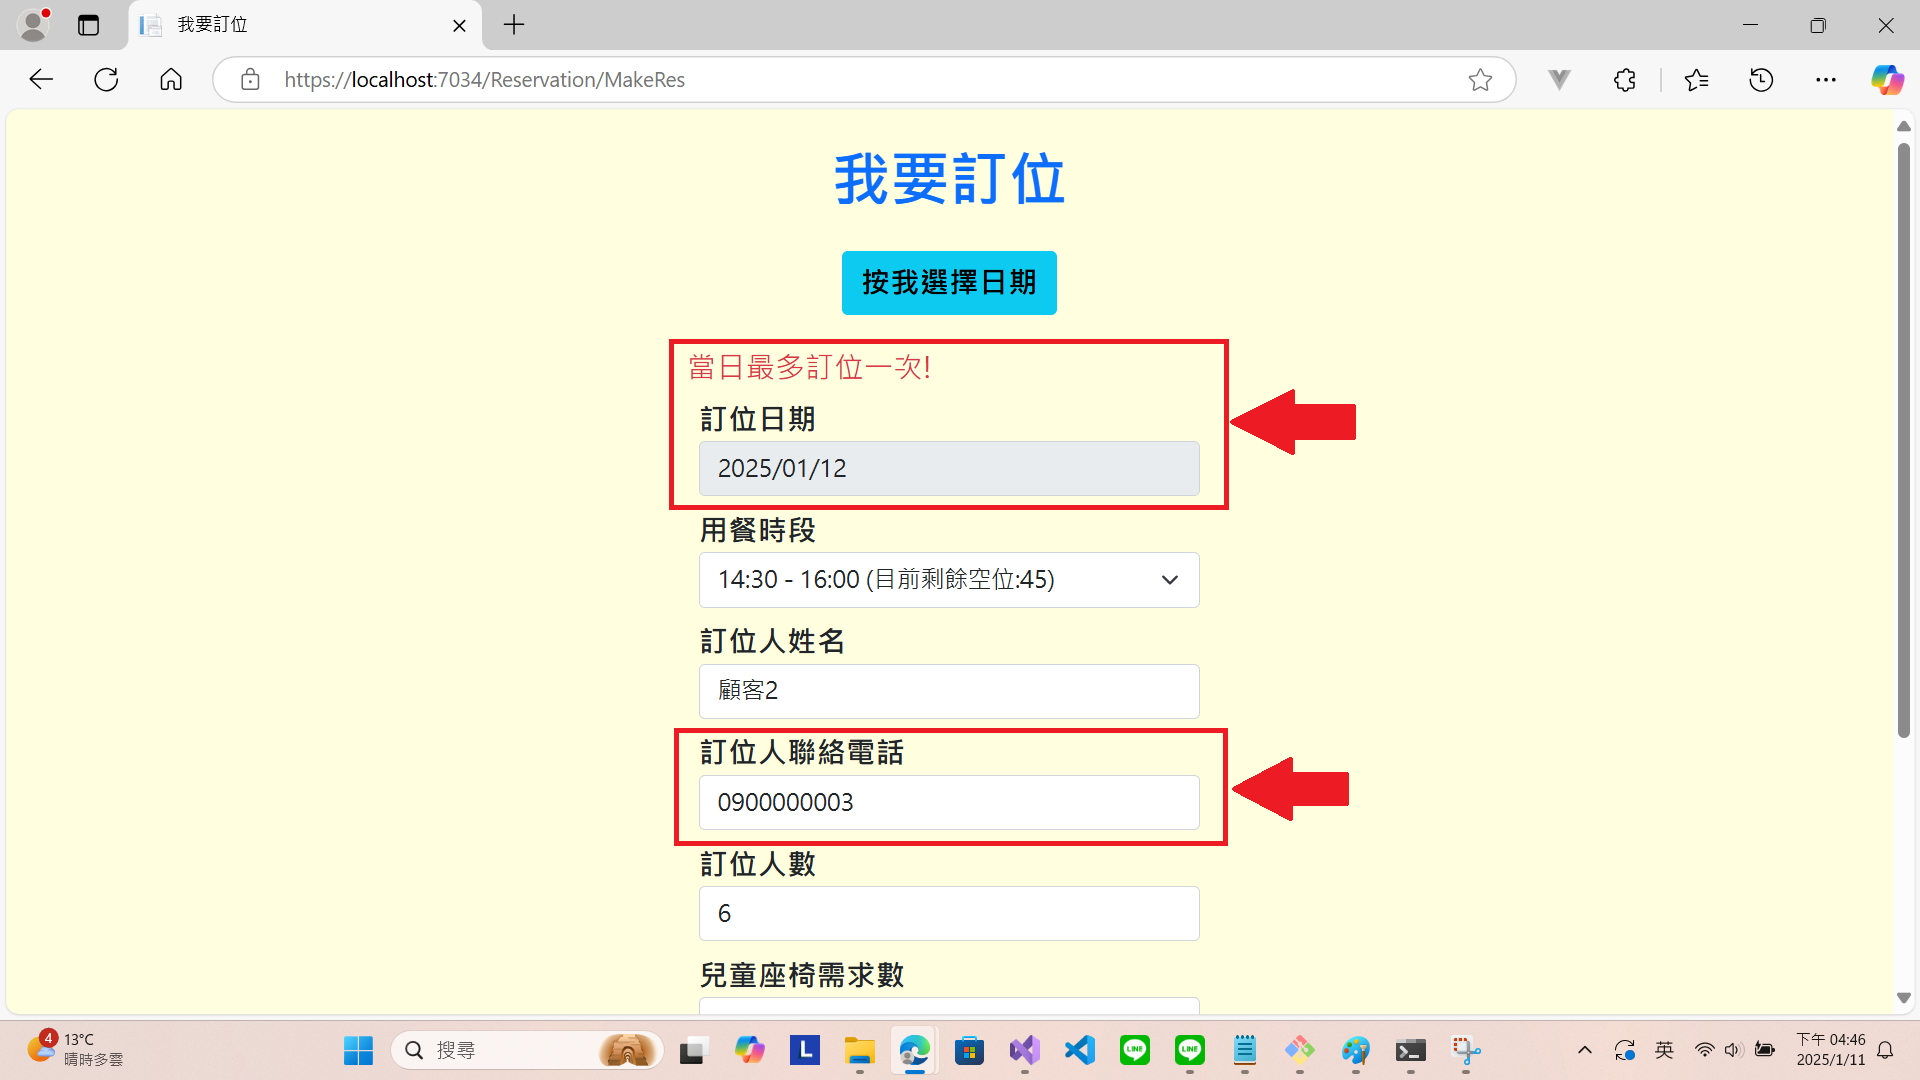 我要訂位
https://localhost:7034/Reservation/MakeRes
我要訂位
按我選擇日期
當日最多訂位一次!
訂位日期
2025/01/12
用餐時段
14:30 - 16:00 (目前剩餘空位:45)
訂位人姓名
顧客2
訂位人聯絡電話
0900000003
訂位人數
6
兒童座椅需求數
4
13°C
晴時多雲
搜尋
L
LINE
LINE
英
下午 04:46
2025/1/11